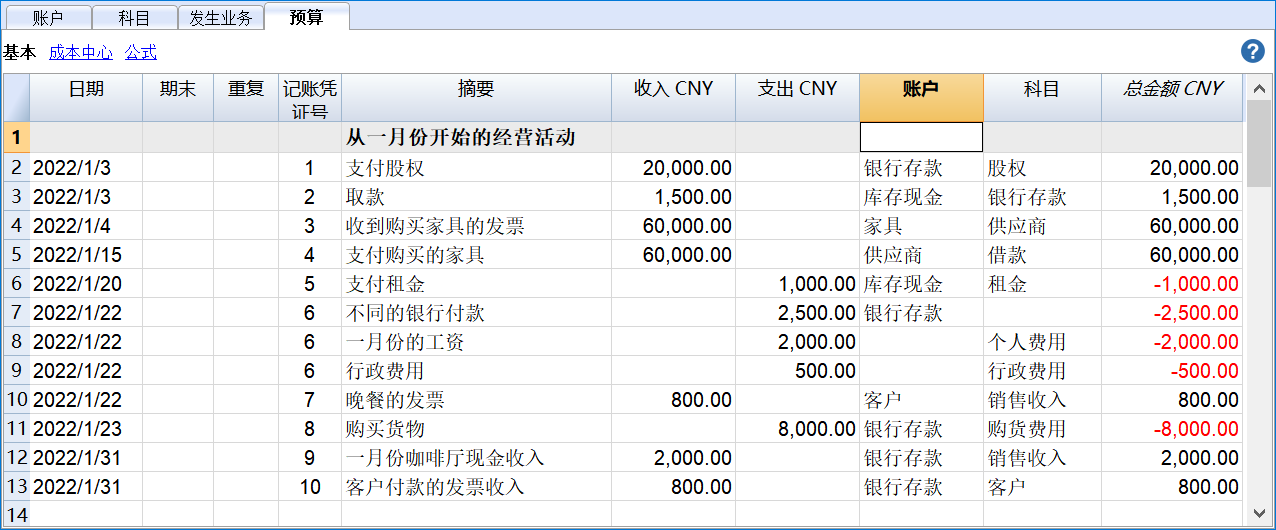 账户 科目 发生业务 预算
基本 成本中心 公式 ?
日期 期末 重复 记账凭证号 摘要 收入 CNY 支出 CNY 账户 科目 总金额 CNY
1 从一月份开始的经营活动
2 2022/1/3 1 支付股权 20,000.00 银行存款 股权 20,000.00
3 2022/1/3 2 取款 1,500.00 库存现金 银行存款 1,500.00
4 2022/1/4 3 收到购买家具的发票 60,000.00 家具 供应商 60,000.00
5 2022/1/15 4 支付购买的家具 60,000.00 供应商 借款 60,000.00
6 2022/1/20 5 支付租金 1,000.00 库存现金 租金 -1,000.00
7 2022/1/22 6 不同的银行付款 2,500.00 银行存款 -2,500.00
8 2022/1/22 6 一月份的工资 2,000.00 个人费用 -2,000.00
9 2022/1/22 6 行政费用 500.00 行政费用 -500.00
10 2022/1/22 7 晚餐的发票 800.00 客户 销售收入 800.00
11 2022/1/23 8 购买货物 8,000.00 银行存款 购货费用 -8,000.00
12 2022/1/31 9 一月份咖啡厅现金收入 2,000.00 银行存款 销售收入 2,000.00
13 2022/1/31 10 客户付款的发票收入 800.00 银行存款 客户 800.00
14